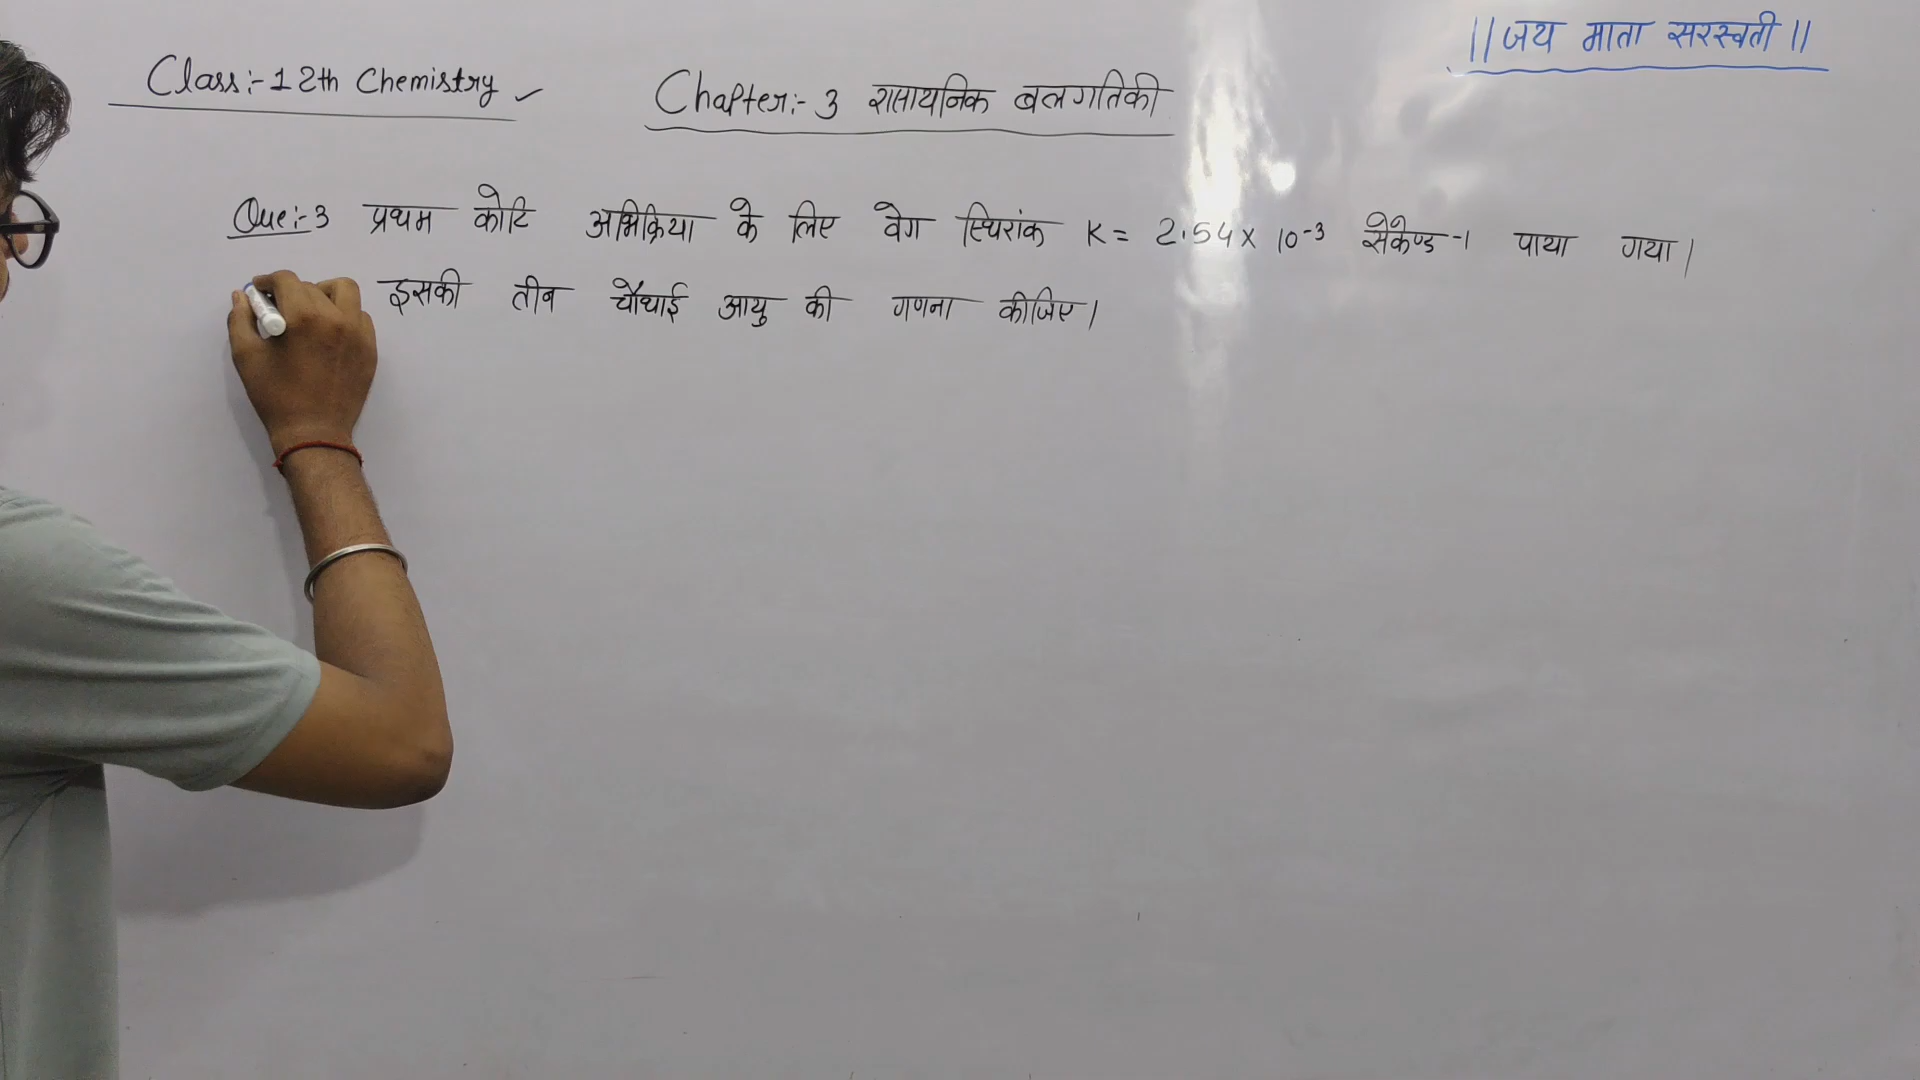 ||जय माता सरस्वती||
Class:-12th Chemistry
Chapter:- 3 रासायनिक बलगतिकी
Que:-3 प्रथम कोटि अभिक्रिया के लिए वेग स्थिरांक K = 2.54 × 10⁻³ सेकेण्ड⁻¹ पाया गया।
इसकी तीन चौथाई आयु की गणना कीजिए।